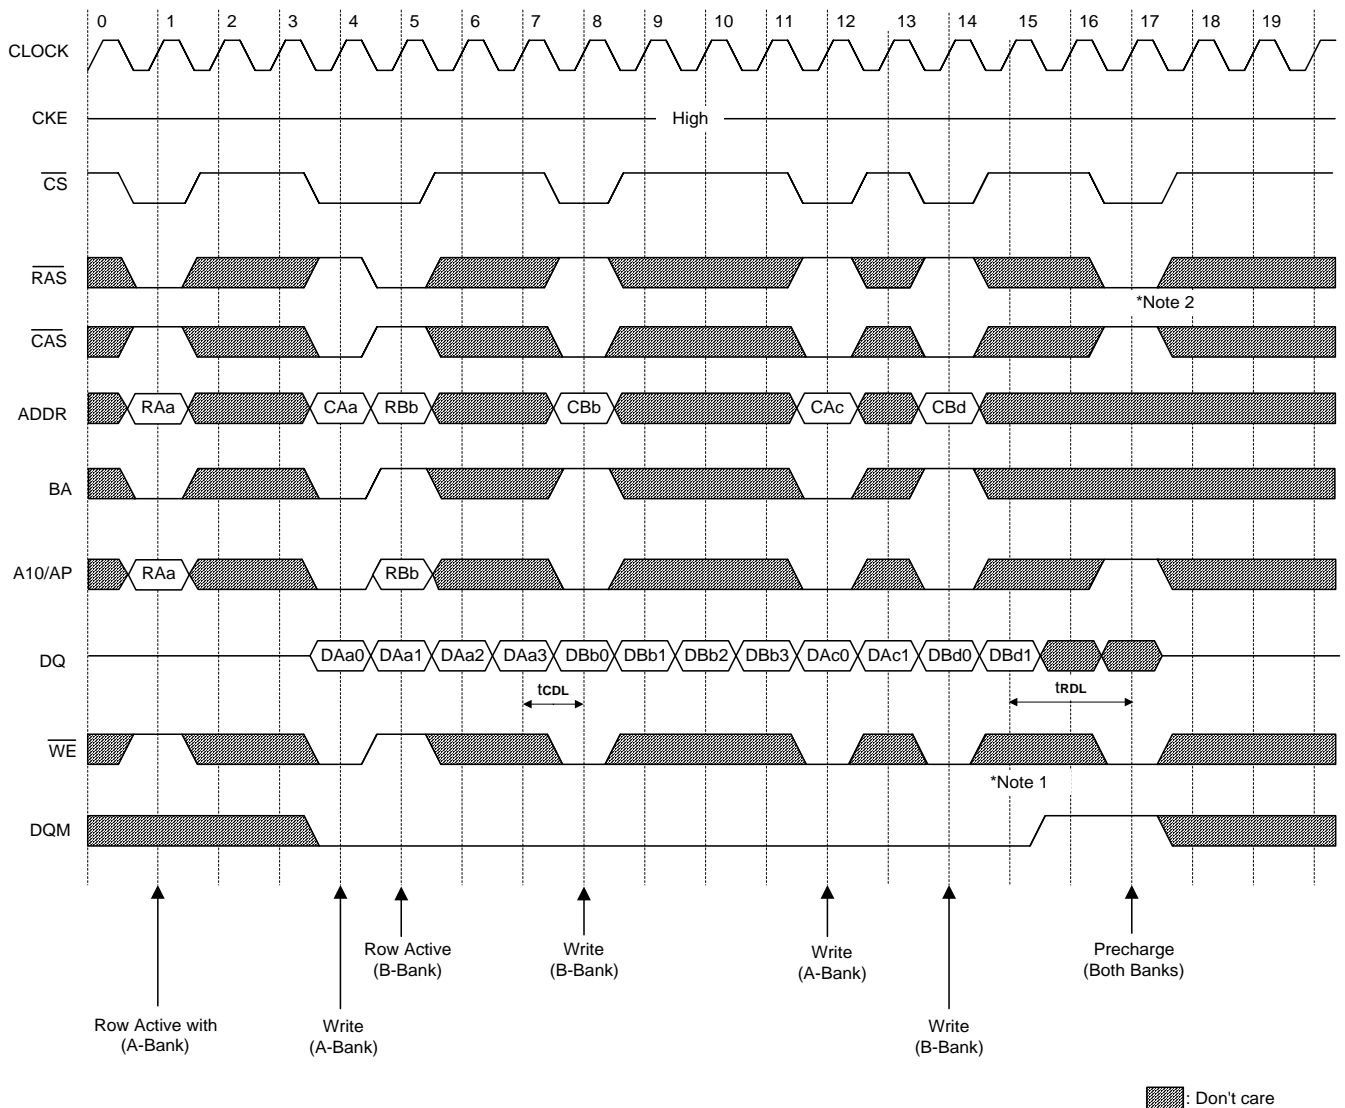 0 1 2 3 4 5 6 7 8 9 10 11 12 13 14 15 16 17 18 19
CLOCK
CKE High
CS
RAS
*Note 2
CAS
ADDR RAa CAa RBb CBb CAc CBd
BA
A10/AP RAa RBb
DQ DAa0 DAa1 DAa2 DAa3 DBb0 DBb1 DBb2 DBb3 DAc0 DAc1 DBd0 DBd1
tCDL tRDL
WE
*Note 1
DQM
Row Active
(B-Bank)
Write
(B-Bank)
Write
(A-Bank)
Precharge
(Both Banks)
Row Active with
(A-Bank)
Write
(A-Bank)
Write
(B-Bank)
: Don't care